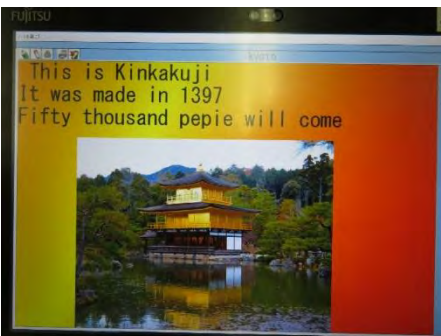 FUJITSU
This is Kinkakuji
It was made in 1397
Fifty thousand pepie will come